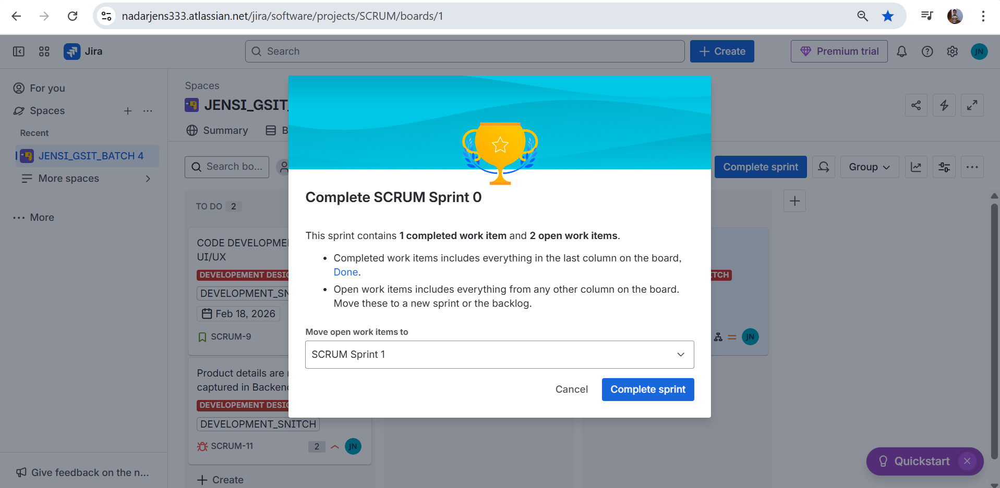 nadarjens333.atlassian.net/jira/software/projects/SCRUM/boards/1
Jira
Search
Create
Premium trial
JN
For you
Spaces
Recent
JENSI_GSIT_BATCH 4
More spaces
More
Give feedback on the n...
Spaces
JENSI_GSIT_
Summary
B
Search bo...
Complete sprint
Group
TO DO 2
CODE DEVELOPME
UI/UX
DEVELOPEMENT DESIG
DEVELOPMENT_SN
Feb 18, 2026
SCRUM-9
Product details are
captured in Backend
DEVELOPEMENT DESIG
DEVELOPMENT_SNITCH
SCRUM-11
2
JN
Create
TCH
JN
Complete SCRUM Sprint 0
This sprint contains 1 completed work item and 2 open work items.
• Completed work items includes everything in the last column on the board,
Done.
• Open work items includes everything from any other column on the board.
Move these to a new sprint or the backlog.
Move open work items to
SCRUM Sprint 1
Cancel
Complete sprint
Quickstart